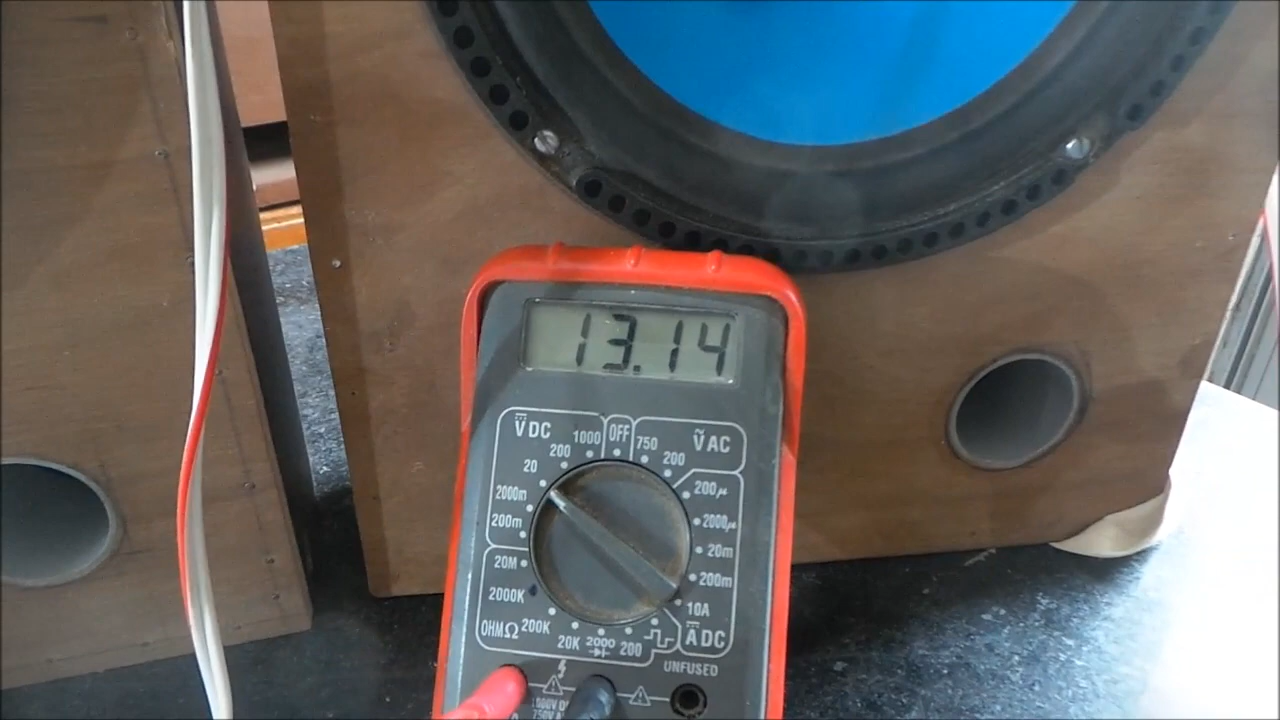 13.14
V DC
1000
OFF
750
V AC
200
200
20
200µ
2000m
2000µ
200m
20m
20M
200m
2000K
10A
OHMΩ
200K
20K
2000
200
A DC
UNFUSED